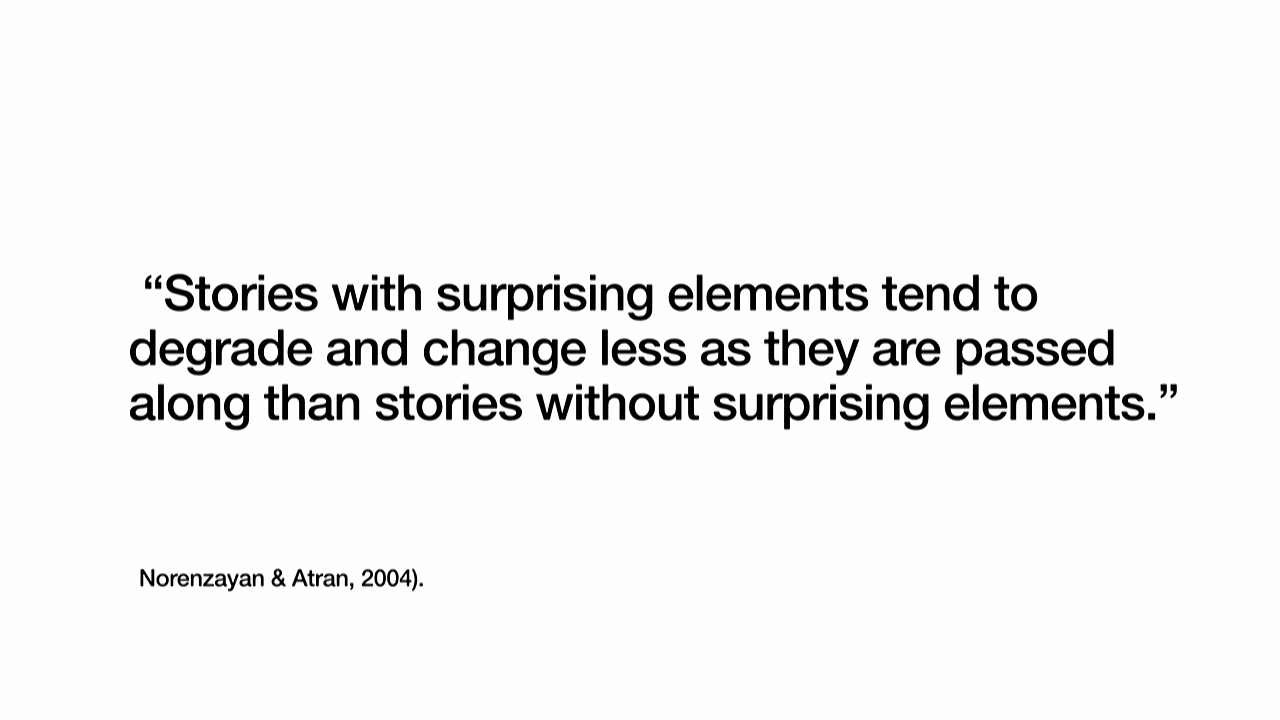 “Stories with surprising elements tend to
degrade and change less as they are passed
along than stories without surprising elements.”
Norenzayan & Atran, 2004).